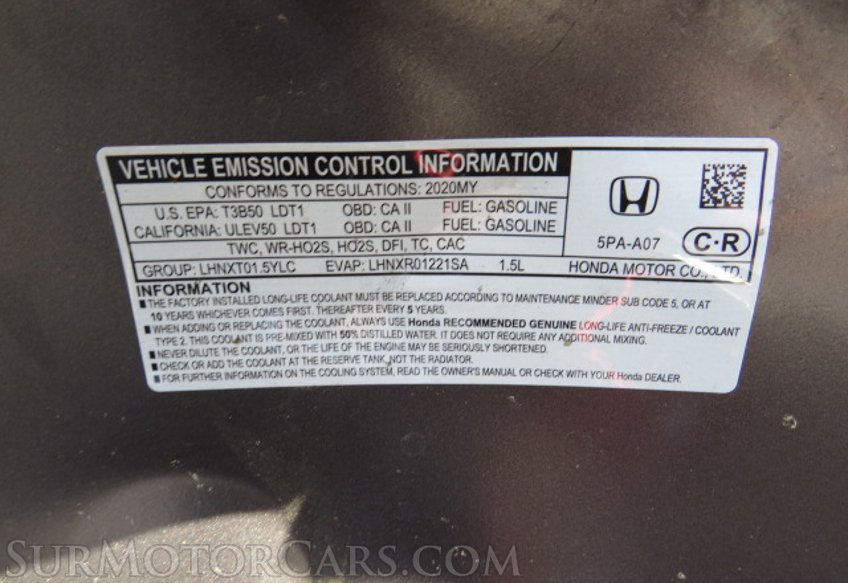 VEHICLE EMISSION CONTROL INFORMATION
CONFORMS TO REGULATIONS: 2020MY
U.S. EPA: T3B50 LDT1 OBD: CA II FUEL: GASOLINE
CALIFORNIA: ULEV50 LDT1 OBD: CA II FUEL: GASOLINE
TWC, WR-HO2S, HO2S, DFI, TC, CAC
GROUP: LHNXT01.5YLC EVAP: LHNXR01221SA 1.5L
5PA-A07 C·R
HONDA MOTOR CO., LTD.
INFORMATION
■THE FACTORY INSTALLED LONG-LIFE COOLANT MUST BE REPLACED ACCORDING TO MAINTENANCE MINDER SUB CODE 5, OR AT
10 YEARS WHICHEVER COMES FIRST. THEREAFTER EVERY 5 YEARS.
■WHEN ADDING OR REPLACING THE COOLANT, ALWAYS USE Honda RECOMMENDED GENUINE LONG-LIFE ANTI-FREEZE / COOLANT
TYPE 2. THIS COOLANT IS PRE-MIXED WITH 50% DISTILLED WATER. IT DOES NOT REQUIRE ANY ADDITIONAL MIXING.
■NEVER DILUTE THE COOLANT, OR THE LIFE OF THE ENGINE MAY BE SERIOUSLY SHORTENED.
■CHECK OR ADD THE COOLANT AT THE RESERVE TANK, NOT THE RADIATOR.
■FOR FURTHER INFORMATION ON THE COOLING SYSTEM, READ THE OWNER'S MANUAL OR CHECK WITH YOUR Honda DEALER.
SURMOTORCARS.COM